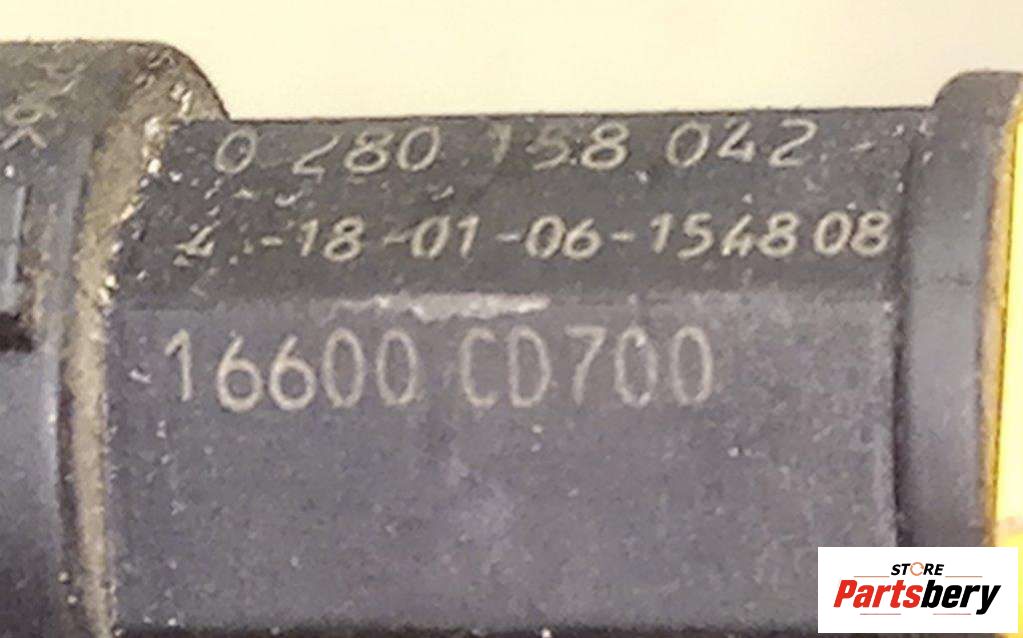 0 280 158 042
4 -18-01-06-154808
16600 CD700
STORE
Partsbery